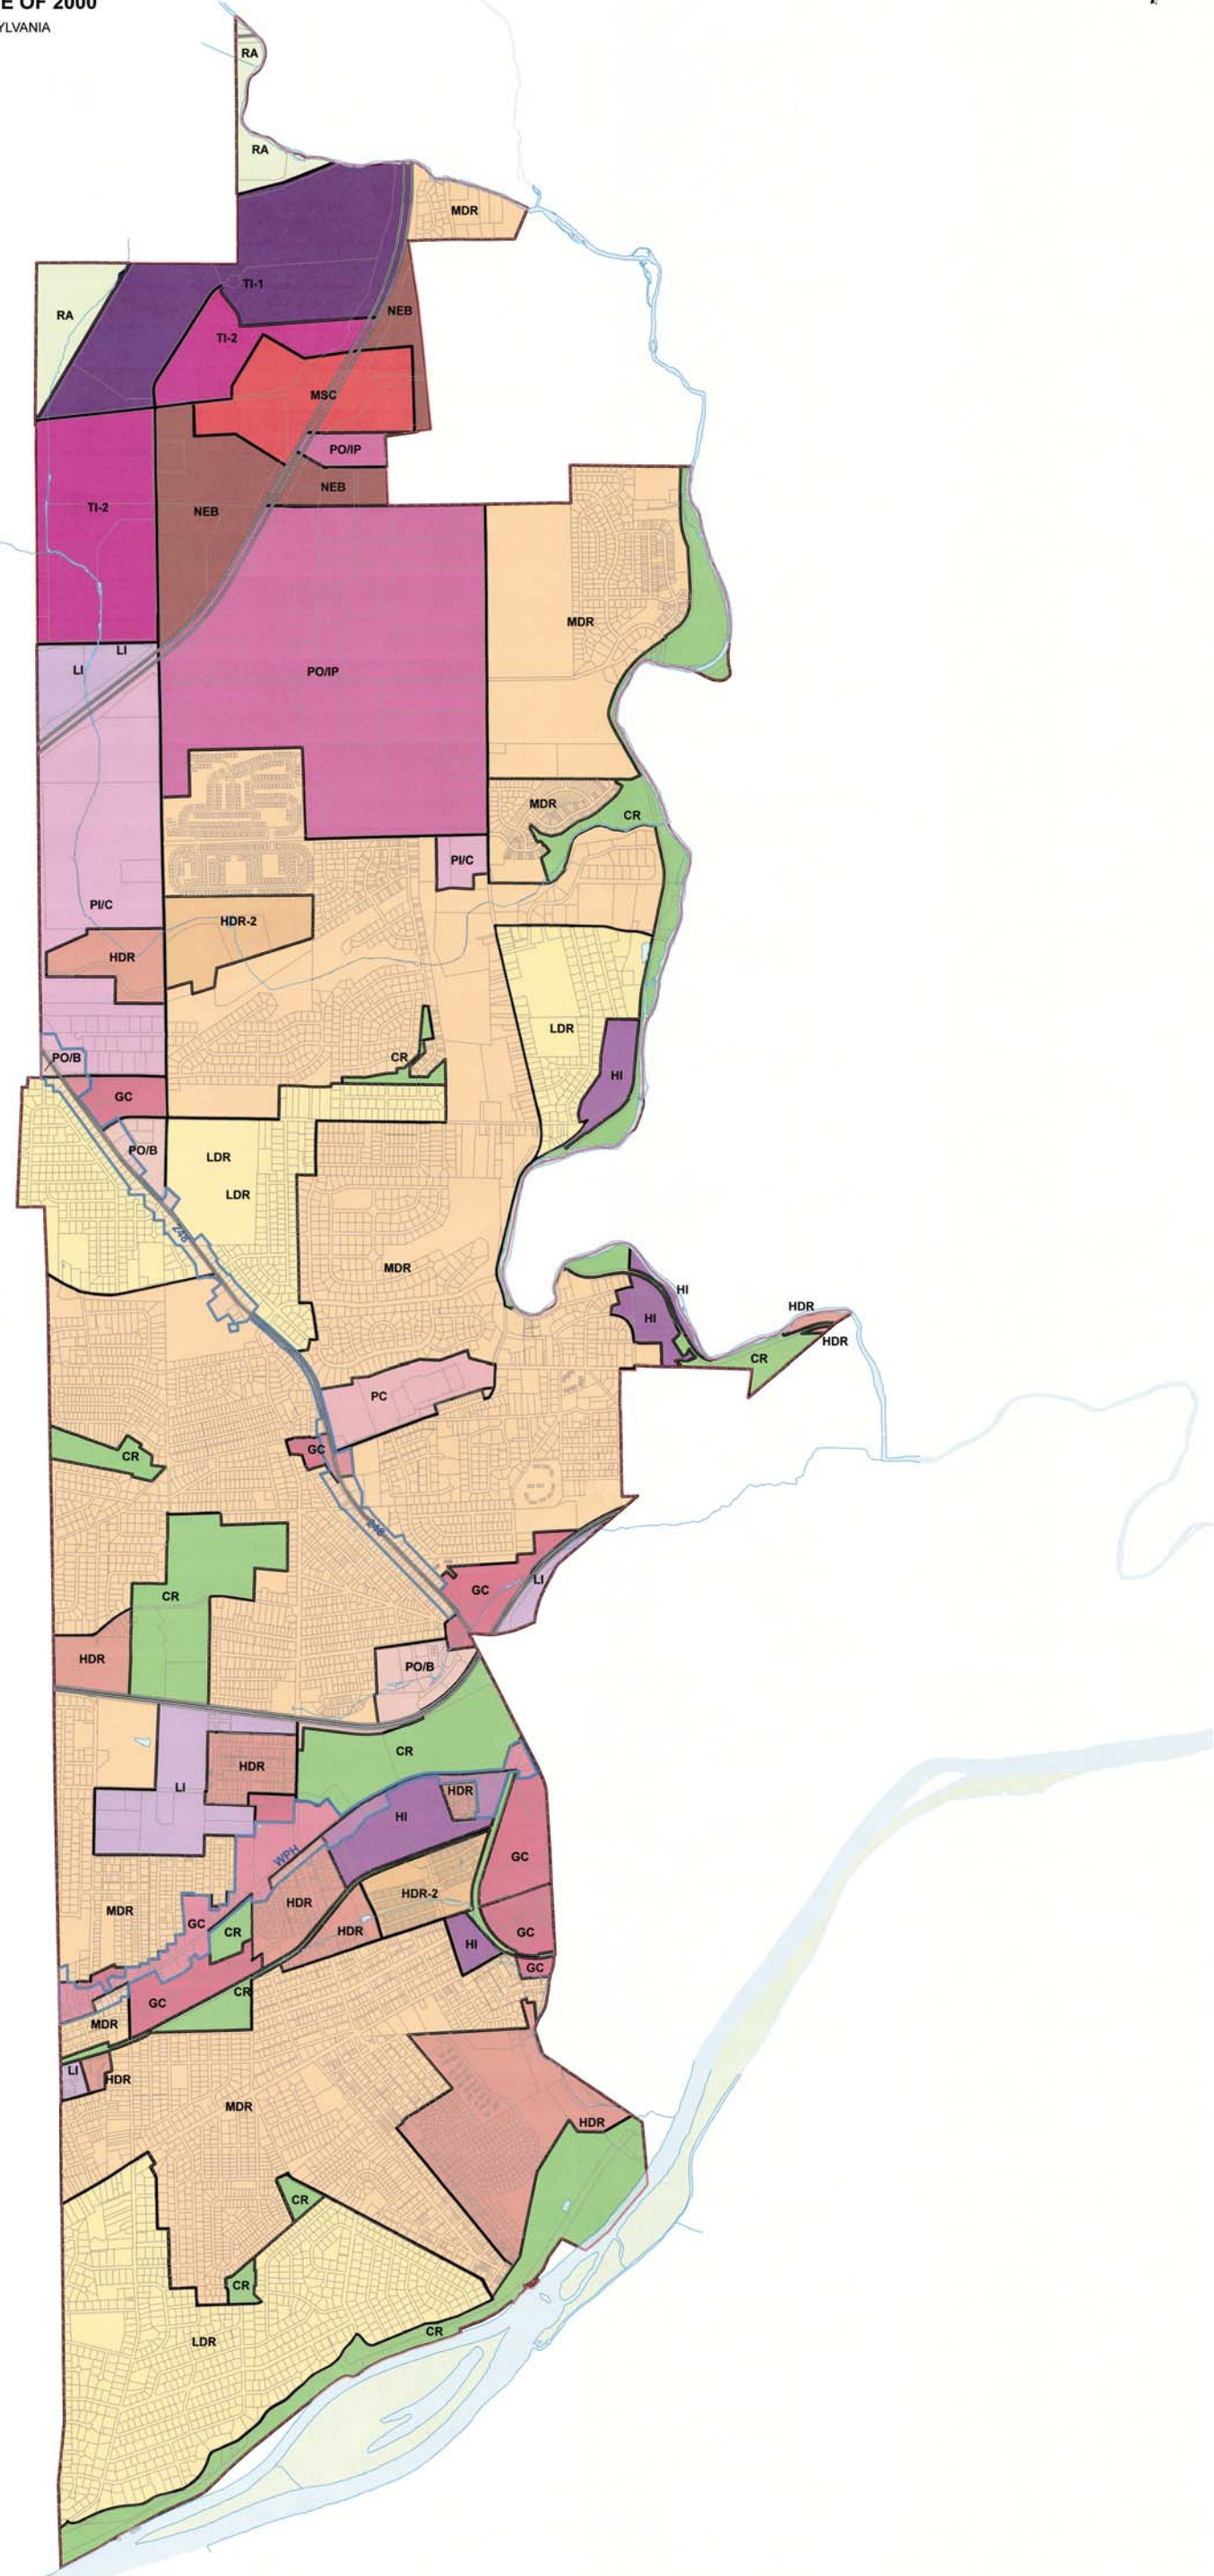 E OF 2000
YLVANIA
RA
RA
MDR
TI-1
RA
NEB
TI-2
MSC
PO/IP
NEB
TI-2
NEB
MDR
LI
LI
PO/IP
MDR
CR
PI/C
PI/C
HDR-2
HDR
LDR
CR
PO/B
HI
GC
PO/B
LDR
LDR
248
MDR
HI
HI
HDR
HDR
CR
PC
GC
CR
248
LI
GC
CR
HDR
PO/B
CR
HDR
LI
HDR
HI
WPH
GC
HDR-2
HDR
MDR
GC
CR
HDR
GC
HI
GC
CR
GC
MDR
LI
HDR
MDR
HDR
CR
CR
CR
LDR